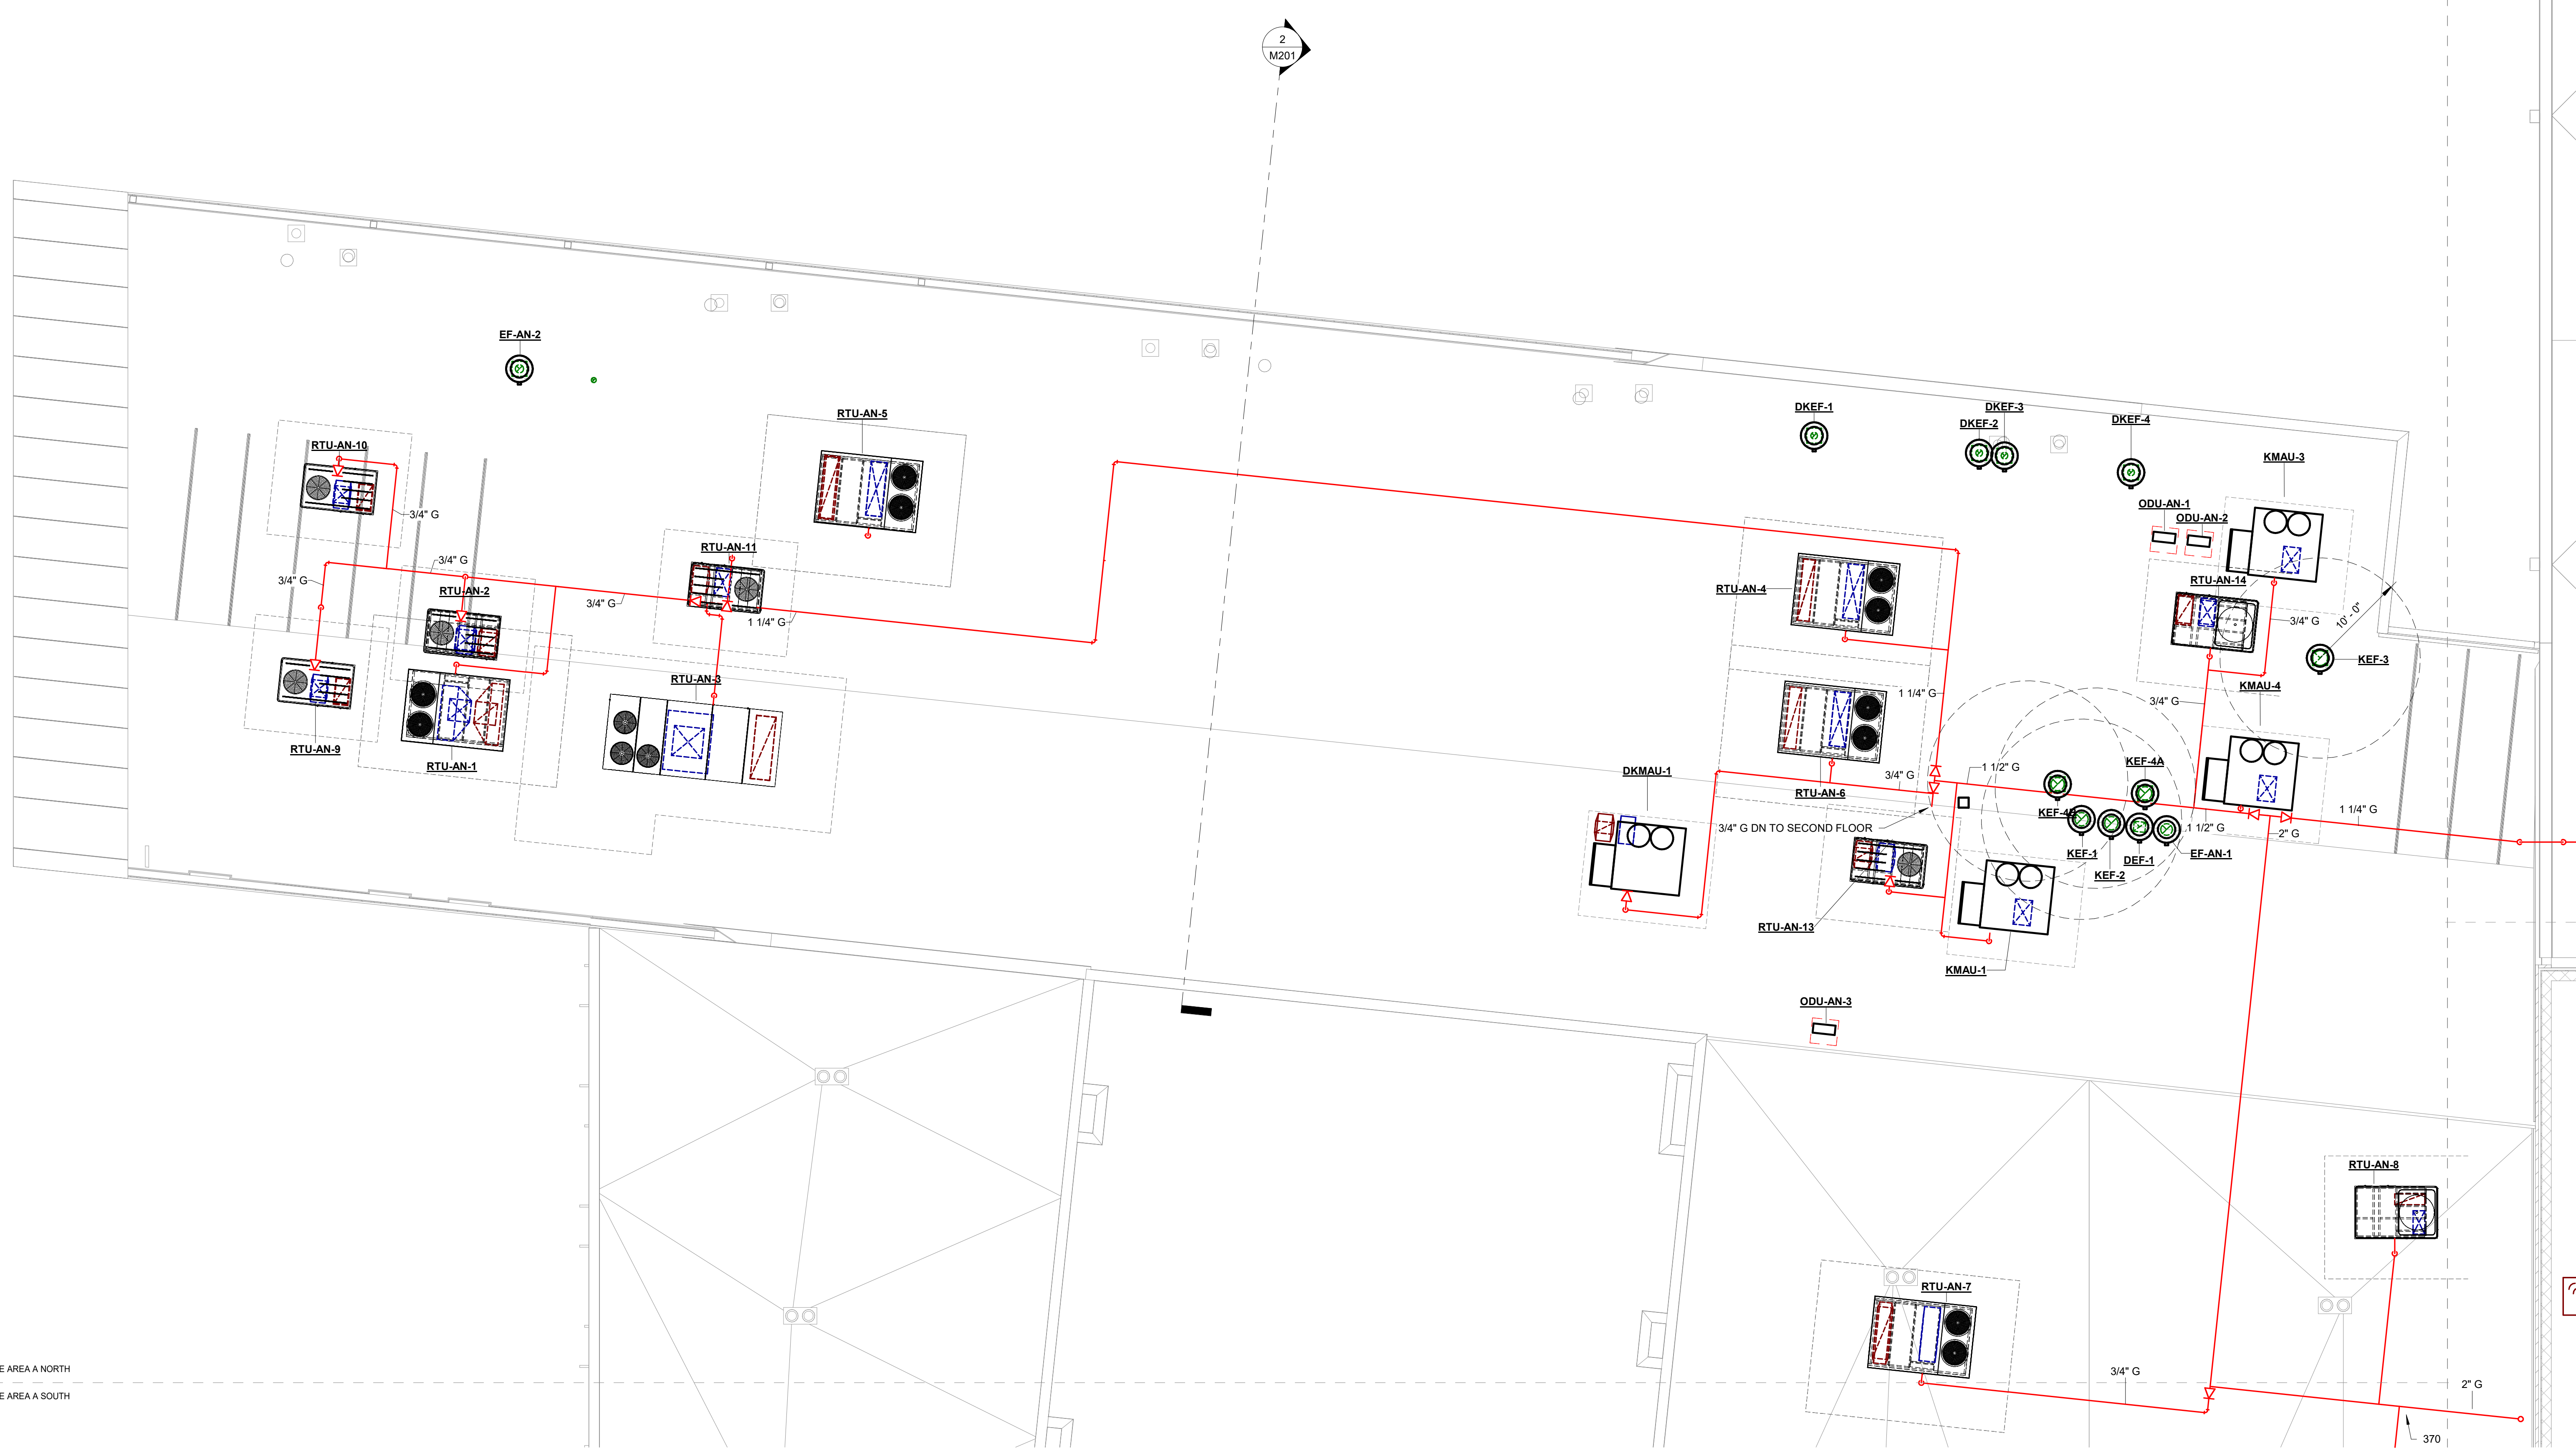 2
M201
EF-AN-2
RTU-AN-10
RTU-AN-5
DKEF-1
DKEF-3
DKEF-2
DKEF-4
KMAU-3
ODU-AN-1
ODU-AN-2
3/4" G
RTU-AN-11
3/4" G
3/4" G
RTU-AN-2
3/4" G
1 1/4" G
RTU-AN-4
RTU-AN-14
10' - 0"
3/4" G
KEF-3
RTU-AN-3
KMAU-4
1 1/4" G
3/4" G
RTU-AN-9
RTU-AN-1
DKMAU-1
3/4" G
1 1/2" G
KEF-4A
RTU-AN-6
KEF-4B
1 1/4" G
3/4" G DN TO SECOND FLOOR
1 1/2" G
2" G
KEF-1
DEF-1
EF-AN-1
KEF-2
RTU-AN-13
KMAU-1
ODU-AN-3
RTU-AN-8
RTU-AN-7
E AREA A NORTH
3/4" G
2" G
E AREA A SOUTH
370